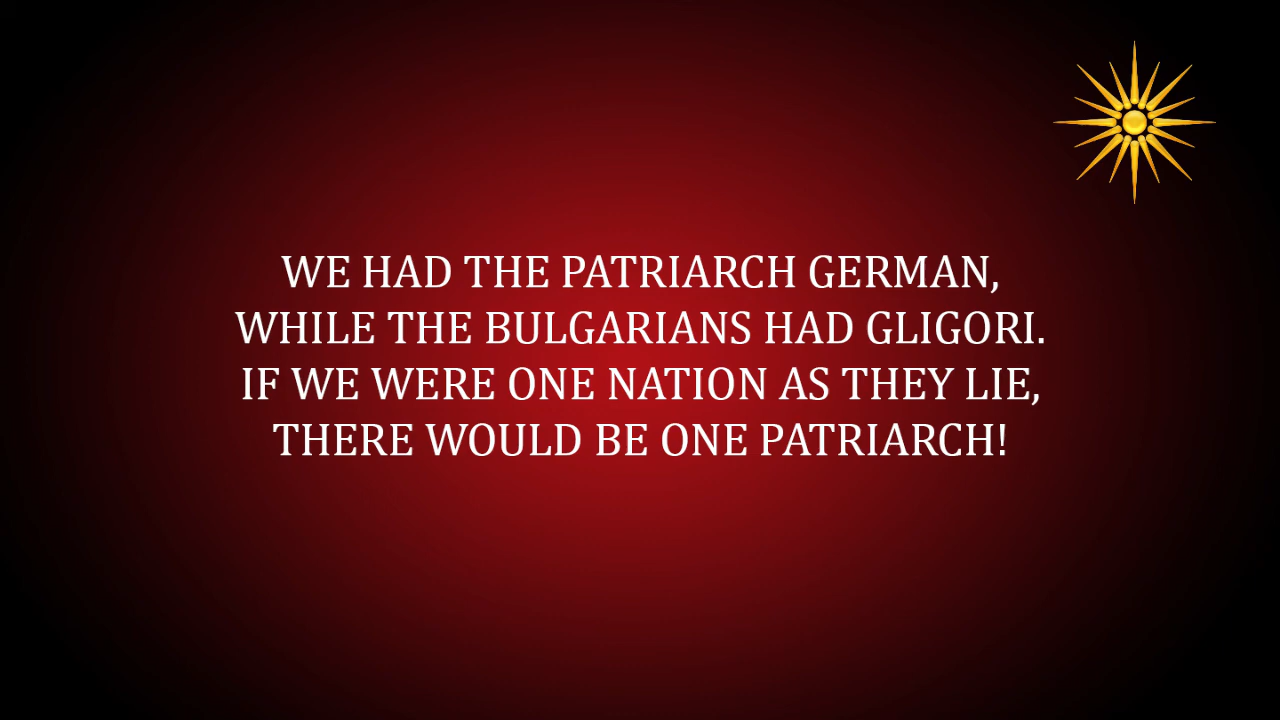 WE HAD THE PATRIARCH GERMAN,
WHILE THE BULGARIANS HAD GLIGORI.
IF WE WERE ONE NATION AS THEY LIE,
THERE WOULD BE ONE PATRIARCH!